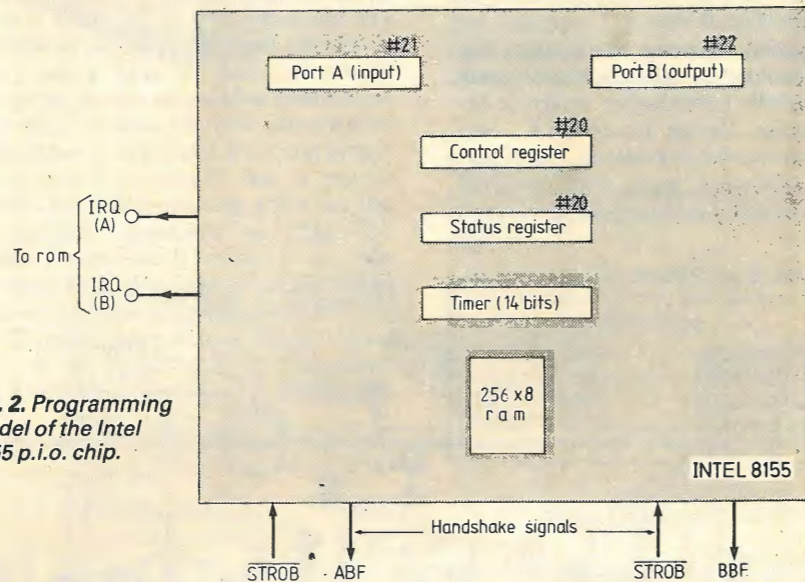 #21
Port A (input)
#22
Port B (output)
#20
Control register
#20
Status register
Timer (14 bits)
256 x8
ram
INTEL 8155
IRQ
(A)
To rom
IRQ
(B)
Handshake signals
STROB
ABF
STROB
BBF
. 2. Programming
del of the Intel
55 p.i.o. chip.